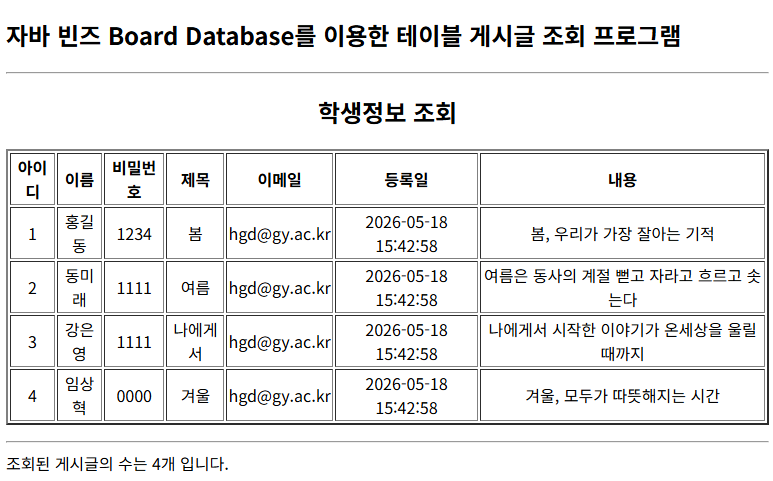 자바 빈즈 Board Database를 이용한 테이블 게시글 조회 프로그램
학생정보 조회
아이디 이름 비밀번호 제목 이메일 등록일 내용
1 홍길동 1234 봄 hgd@gy.ac.kr 2026-05-18 15:42:58 봄, 우리가 가장 잘아는 기적
2 동미래 1111 여름 hgd@gy.ac.kr 2026-05-18 15:42:58 여름은 동사의 계절 뻗고 자라고 흐르고 솟는다
3 강은영 1111 나에게서 hgd@gy.ac.kr 2026-05-18 15:42:58 나에게서 시작한 이야기가 온세상을 울릴 때까지
4 임상혁 0000 겨울 hgd@gy.ac.kr 2026-05-18 15:42:58 겨울, 모두가 따뜻해지는 시간
조회된 게시글의 수는 4개 입니다.